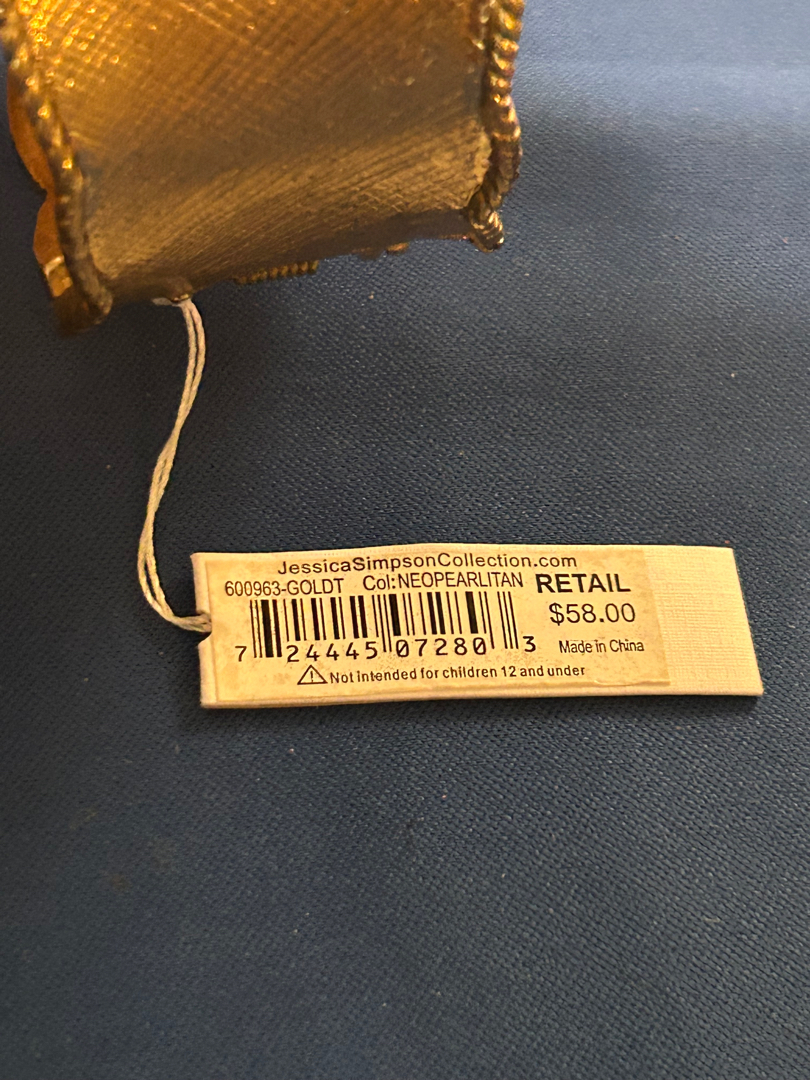 JessicaSimpsonCollection.com
600963-GOLDT Col:NEOPEARLITAN RETAIL
$58.00
7 24445 07280 3 Made in China
Not intended for children 12 and under